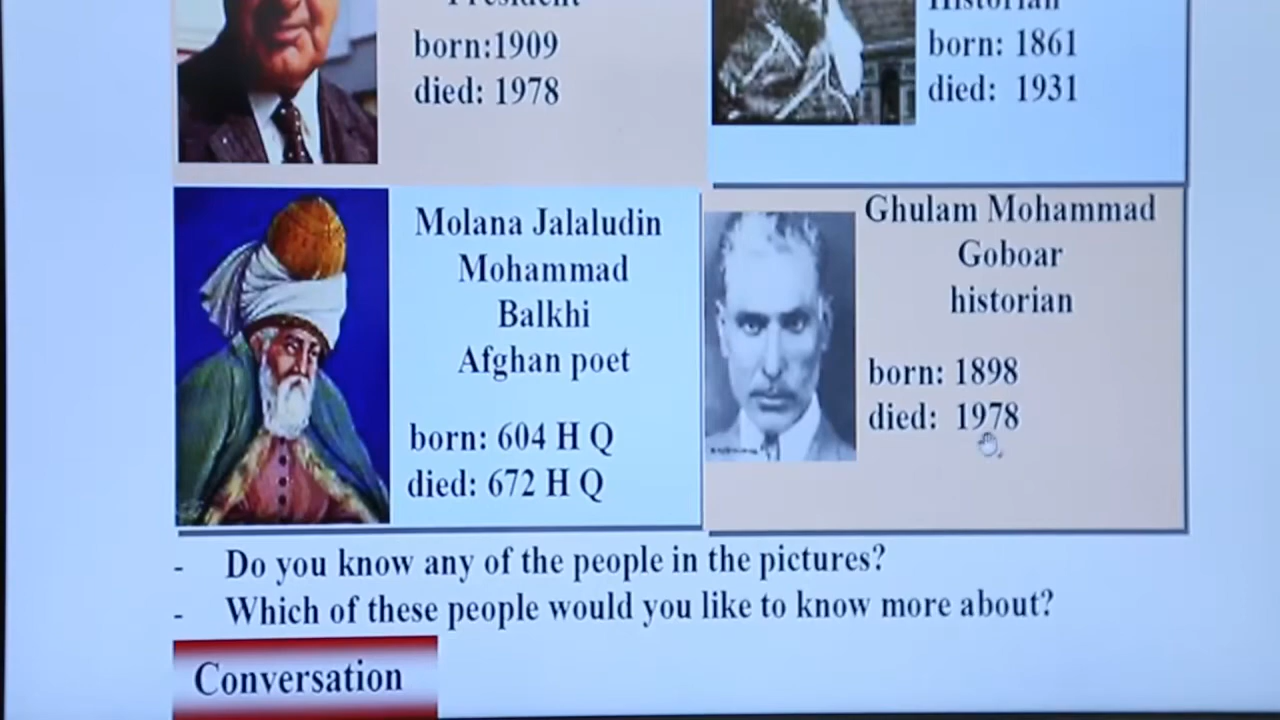 President
born:1909
died: 1978
Historian
born: 1861
died: 1931
Molana Jalaludin
Mohammad
Balkhi
Afghan poet
born: 604 H Q
died: 672 H Q
Ghulam Mohammad
Goboar
historian
born: 1898
died: 1978
- Do you know any of the people in the pictures?
- Which of these people would you like to know more about?
Conversation